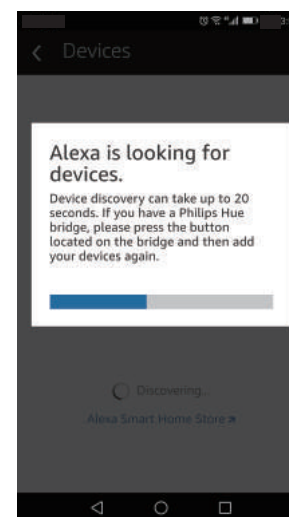 Devices
Alexa is looking for
devices.
Device discovery can take up to 20
seconds. If you have a Philips Hue
bridge, please press the button
located on the bridge and then add
your devices again.
Discovering...
Alexa Smart Home Store